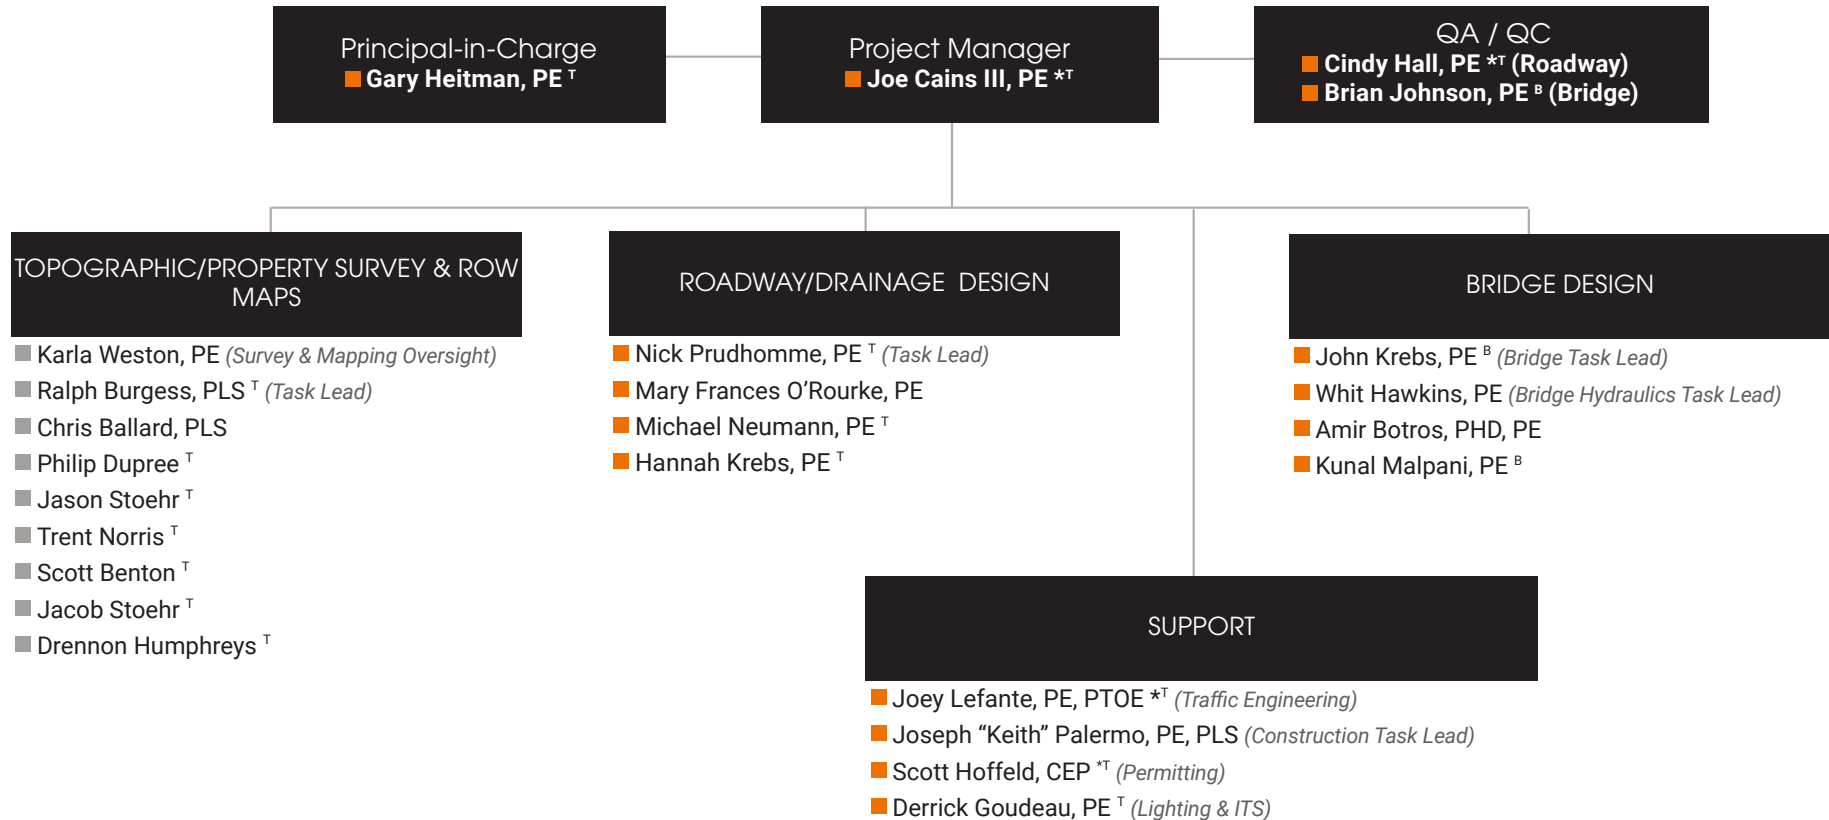 Principal-in-Charge
Gary Heitman, PE T
Project Manager
Joe Cains III, PE *T
QA / QC
Cindy Hall, PE *T (Roadway)
Brian Johnson, PE B (Bridge)
TOPOGRAPHIC/PROPERTY SURVEY & ROW
MAPS
Karla Weston, PE (Survey & Mapping Oversight)
Ralph Burgess, PLS T (Task Lead)
Chris Ballard, PLS
Philip Dupree T
Jason Stoehr T
Trent Norris T
Scott Benton T
Jacob Stoehr T
Drennon Humphreys T
ROADWAY/DRAINAGE DESIGN
Nick Prudhomme, PE T (Task Lead)
Mary Frances O’Rourke, PE
Michael Neumann, PE T
Hannah Krebs, PE T
BRIDGE DESIGN
John Krebs, PE B (Bridge Task Lead)
Whit Hawkins, PE (Bridge Hydraulics Task Lead)
Amir Botros, PHD, PE
Kunal Malpani, PE B
SUPPORT
Joey Lefante, PE, PTOE *T (Traffic Engineering)
Joseph “Keith” Palermo, PE, PLS (Construction Task Lead)
Scott Hoffeld, CEP *T (Permitting)
Derrick Goudeau, PE T (Lighting & ITS)